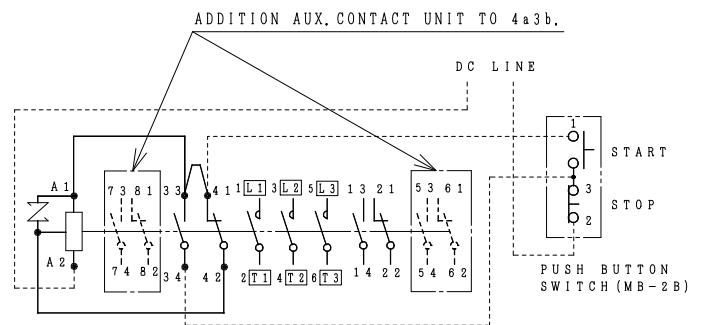 ADDITION AUX. CONTACT UNIT TO 4a3b.
DC LINE
1
START
3
STOP
2
A1
73 81 33 41 1 L1 3 L2 5 L3 13 21 53 61
A2
74 82 34 42 2 T1 4 T2 6 T3 14 22 54 62
PUSH BUTTON
SWITCH(MB-2B)